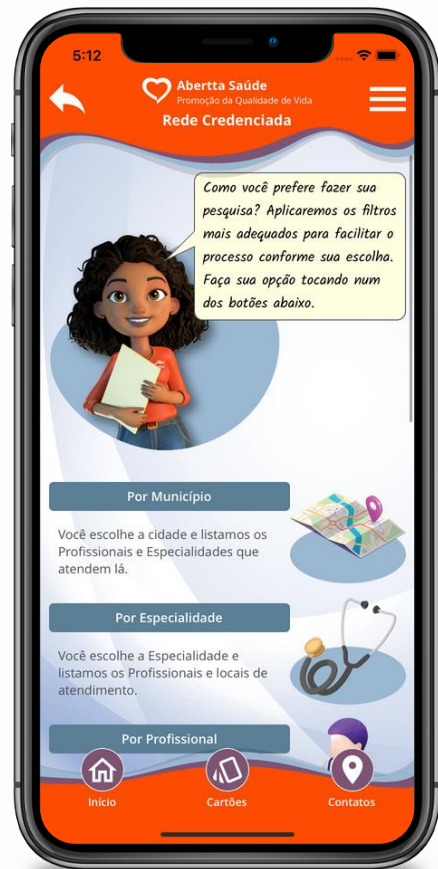 5:12
Abertta Saúde
Promoção da Qualidade de Vida
Rede Credenciada
Como você prefere fazer sua
pesquisa? Aplicaremos os filtros
mais adequados para facilitar o
processo conforme sua escolha.
Faça sua opção tocando num
dos botões abaixo.
Por Município
Você escolhe a cidade e listamos os
Profissionais e Especialidades que
atendem lá.
Por Especialidade
Você escolhe a Especialidade e
listamos os Profissionais e locais de
atendimento.
Por Profissional
Início
Cartões
Contatos